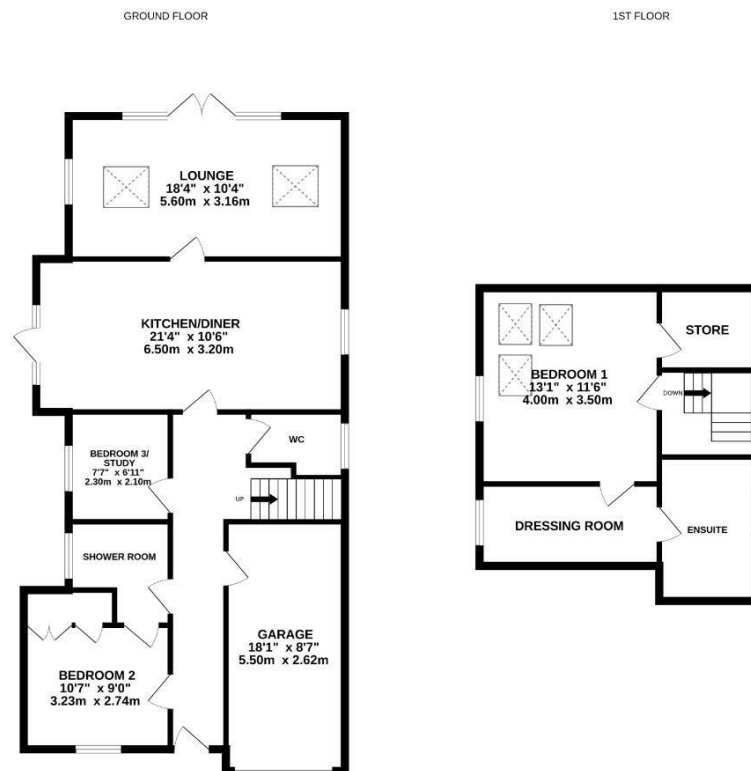 GROUND FLOOR
1ST FLOOR
LOUNGE
18'4" x 10'4"
5.60m x 3.16m
KITCHEN/DINER
21'4" x 10'6"
6.50m x 3.20m
BEDROOM 3/
STUDY
7'7" x 6'11"
2.30m x 2.10m
WC
UP
SHOWER ROOM
GARAGE
18'1" x 8'7"
5.50m x 2.62m
BEDROOM 2
10'7" x 9'0"
3.23m x 2.74m
STORE
BEDROOM 1
13'1" x 11'6"
4.00m x 3.50m
DOWN
DRESSING ROOM
ENSUITE